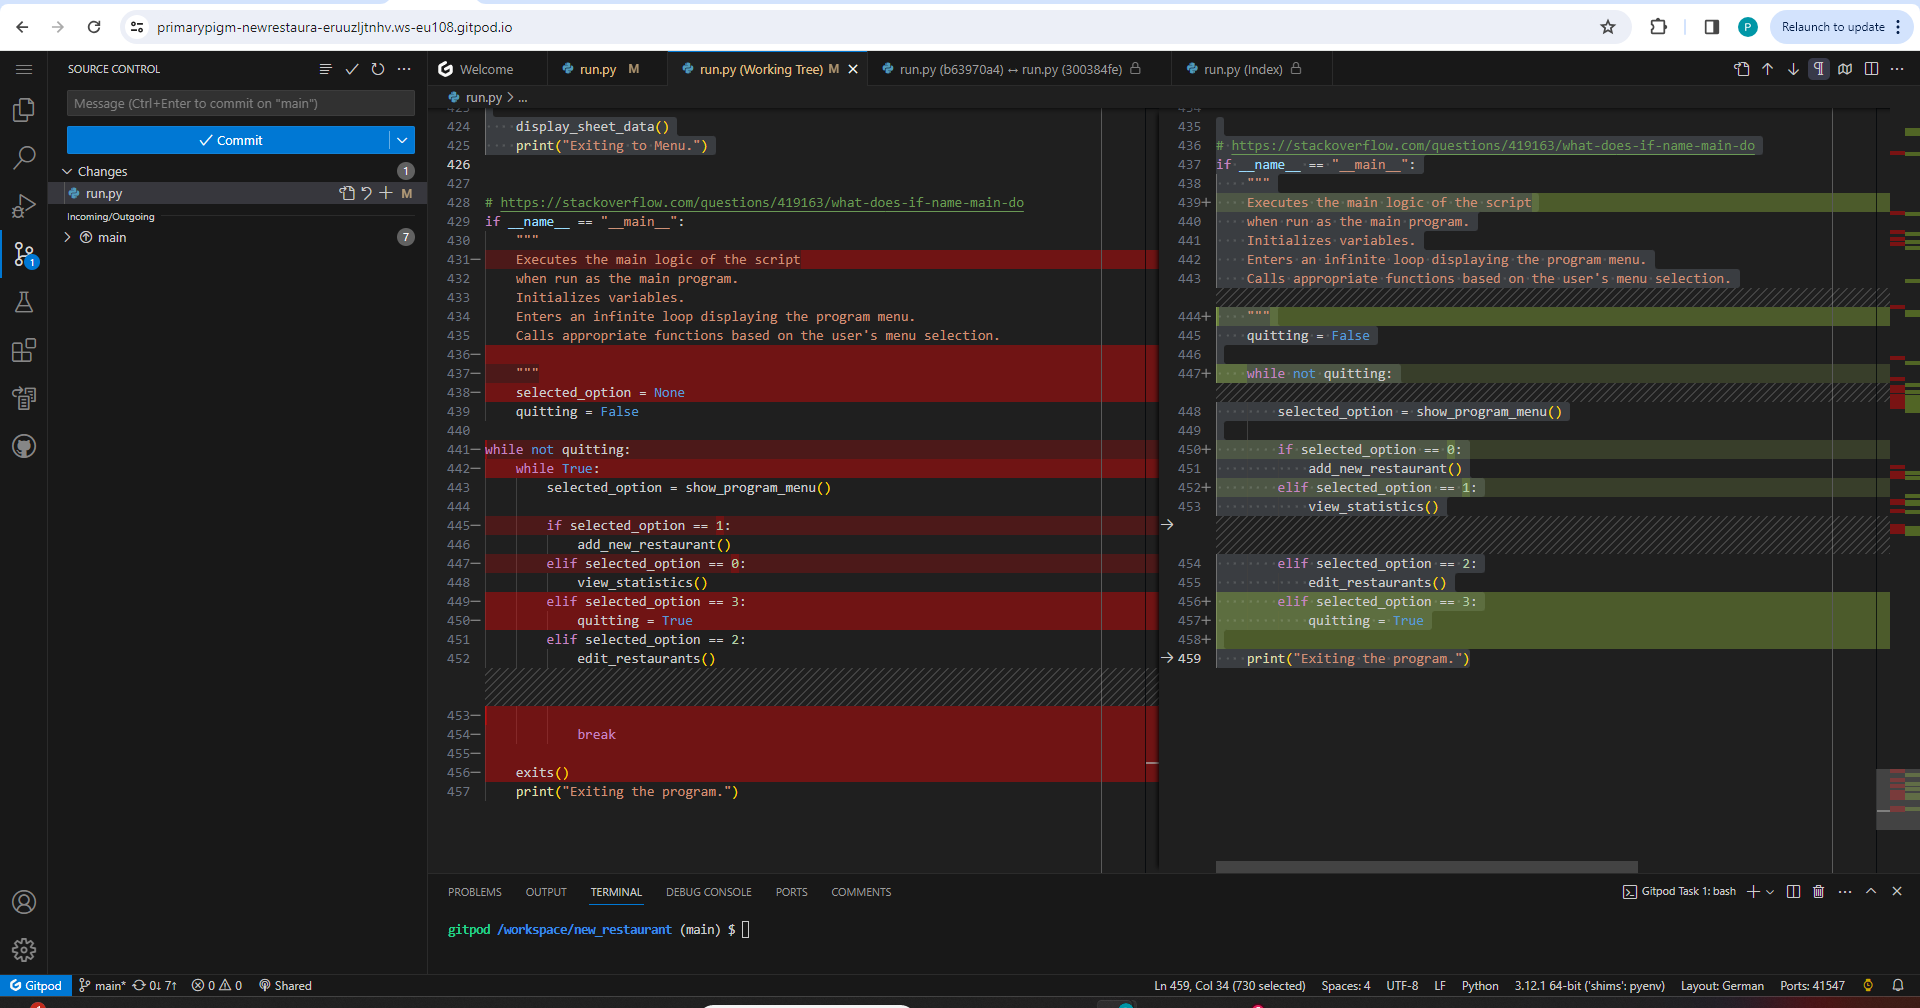 primarypigm-newrestaura-eruuzljtnhv.ws-eu108.gitpod.io
P
Relaunch to update
SOURCE CONTROL
Message (Ctrl+Enter to commit on "main")
Commit
Changes
1
run.py
M
Incoming/Outgoing
main
7
1
Welcome
run.py M
run.py (Working Tree) M
run.py (b63970a4) ↔ run.py (300384fe)
run.py (Index)
run.py > ...
424 display_sheet_data()
425 print("Exiting to Menu.")
426
427
428 # https://stackoverflow.com/questions/419163/what-does-if-name-main-do
429 if __name__ == "__main__":
430 """
431— Executes the main logic of the script
432 when run as the main program.
433 Initializes variables.
434 Enters an infinite loop displaying the program menu.
435 Calls appropriate functions based on the user's menu selection.
436—
437— """
438— selected_option = None
439 quitting = False
440
441— while not quitting:
442— while True:
443 selected_option = show_program_menu()
444
445— if selected_option == 1:
446 add_new_restaurant()
447— elif selected_option == 0:
448 view_statistics()
449— elif selected_option == 3:
450— quitting = True
451 elif selected_option == 2:
452 edit_restaurants()
453—
454— break
455—
456— exits()
457 print("Exiting the program.")
435
436 # https://stackoverflow.com/questions/419163/what-does-if-name-main-do
437 if __name__ == "__main__":
438 ····"""
439+ ····Executes·the·main·logic·of·the·script
440 ····when·run·as·the·main·program.
441 ····Initializes·variables.
442 ····Enters·an·infinite·loop·displaying·the·program·menu.
443 ····Calls·appropriate·functions·based·on·the·user's·menu·selection.
444+ ····"""
445 ····quitting·=·False
446
447+ ····while·not·quitting:
448 ········selected_option·=·show_program_menu()
449
450+ ········if·selected_option·==·0:
451 ············add_new_restaurant()
452+ ········elif·selected_option·==·1:
453 ············view_statistics()
454 ········elif·selected_option·==·2:
455 ············edit_restaurants()
456+ ········elif·selected_option·==·3:
457+ ············quitting·=·True
458+
459 ····print("Exiting·the·program.")
PROBLEMS OUTPUT TERMINAL DEBUG CONSOLE PORTS COMMENTS
Gitpod Task 1: bash
gitpod /workspace/new_restaurant (main) $
Gitpod main* 0↓ 7↑ 0 0 Shared
Ln 459, Col 34 (730 selected) Spaces: 4 UTF-8 LF Python 3.12.1 64-bit ('shims': pyenv) Layout: German Ports: 41547